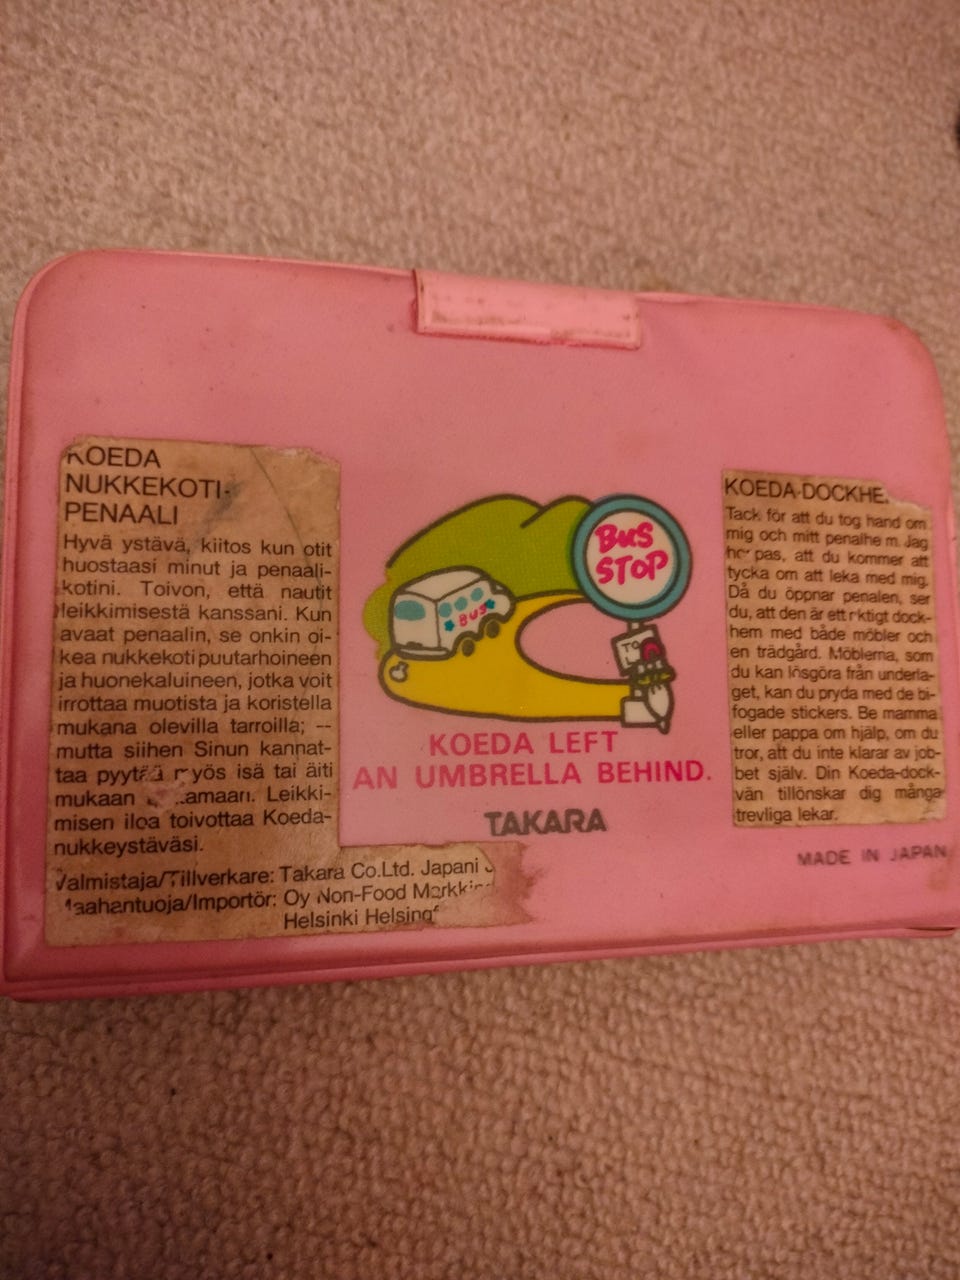 KOEDA
NUKKEKOTI-
PENAALI
Hyvä ystävä, kiitos kun otit
huostaasi minut ja penaali-
kotini. Toivon, että nautit
leikkimisestä kanssani. Kun
avaat penaalin, se onkin oi-
kea nukkekoti puutarhoineen
ja huonekaluineen, jotka voit
irrottaa muotista ja koristella
mukana olevilla tarroilla; --
mutta siihen Sinun kannat-
taa pyytää myös isä tai äiti
mukaan
misen iloa toivottaa Koeda-
nukkeystäväsi.
Valmistaja/Tillverkare: Takara Co.Ltd. Japani
Maahantuoja/Importör: Oy Non-Food
Helsinki
BUS
STOP
BUS
TO
KOEDA LEFT
AN UMBRELLA BEHIND.
TAKARA
KOEDA-DOCKHE
Tack för att du tog hand om
mig och mitt penalhem. Jag
hoppas, att du kommer att
tycka om att leka med mig.
Då du öppnar penalen, ser
du, att den är ett riktigt dock-
hem med både möbler och
en trädgård. Möblerna, som
du kan lösgöra från underla-
get, kan du pryda med de bi-
fogade stickers. Be mamma
eller pappa om hjälp, om du
tror, att du inte klarar av job-
bet själv. Din Koeda-dock-
vän tillönskar dig många
trevliga lekar.
MADE IN JAPAN